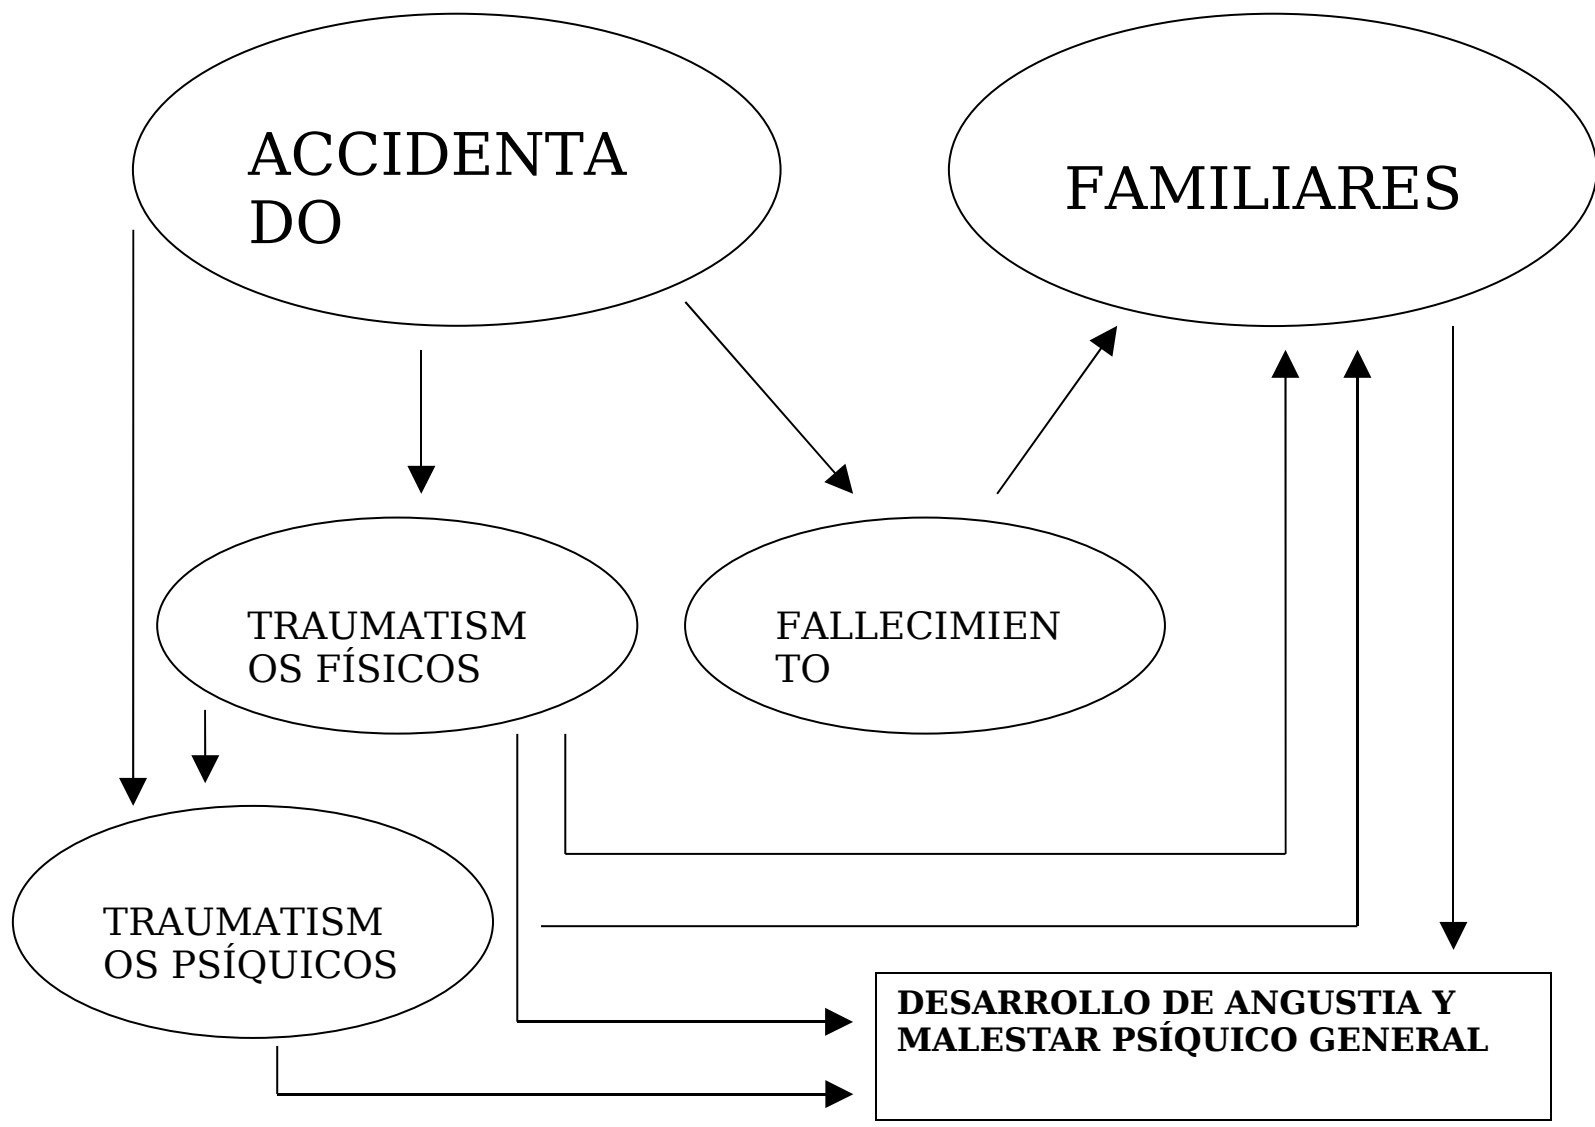 ACCIDENTA
DO
FAMILIARES
TRAUMATISM
OS FÍSICOS
FALLECIMIEN
TO
TRAUMATISM
OS PSÍQUICOS
DESARROLLO DE ANGUSTIA Y
MALESTAR PSÍQUICO GENERAL